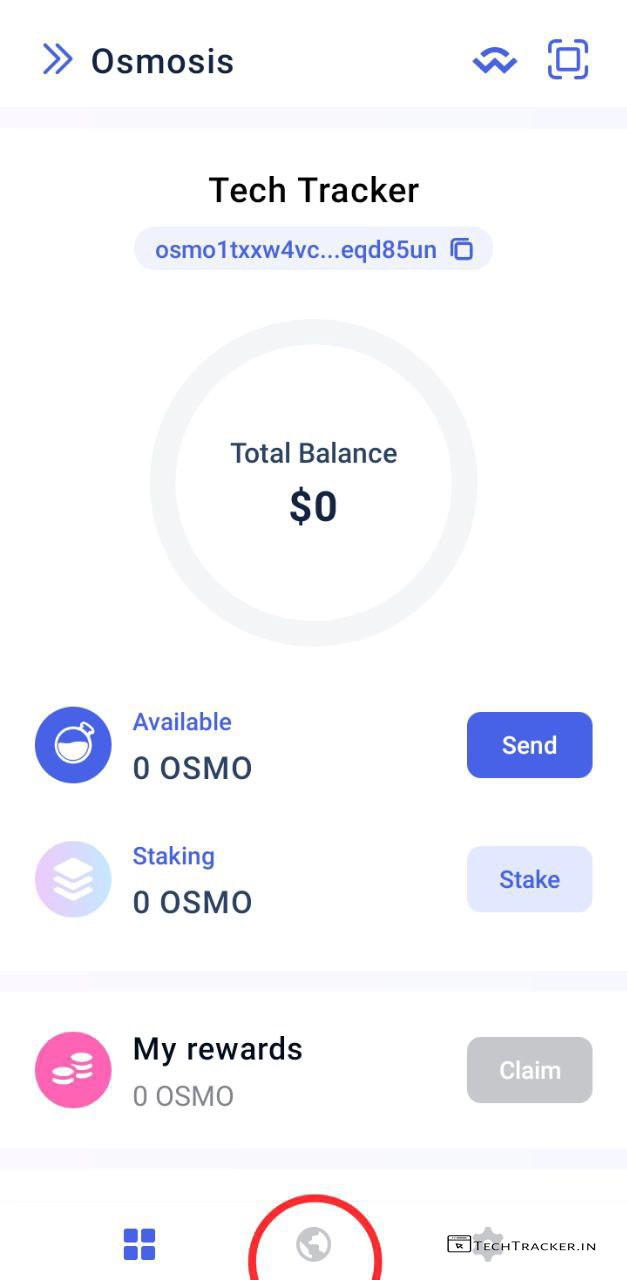 Osmosis
Tech Tracker
osmo1txxw4vc...eqd85un
Total Balance
$0
Available
0 OSMO
Send
Staking
0 OSMO
Stake
My rewards
0 OSMO
Claim
TechTracker.in